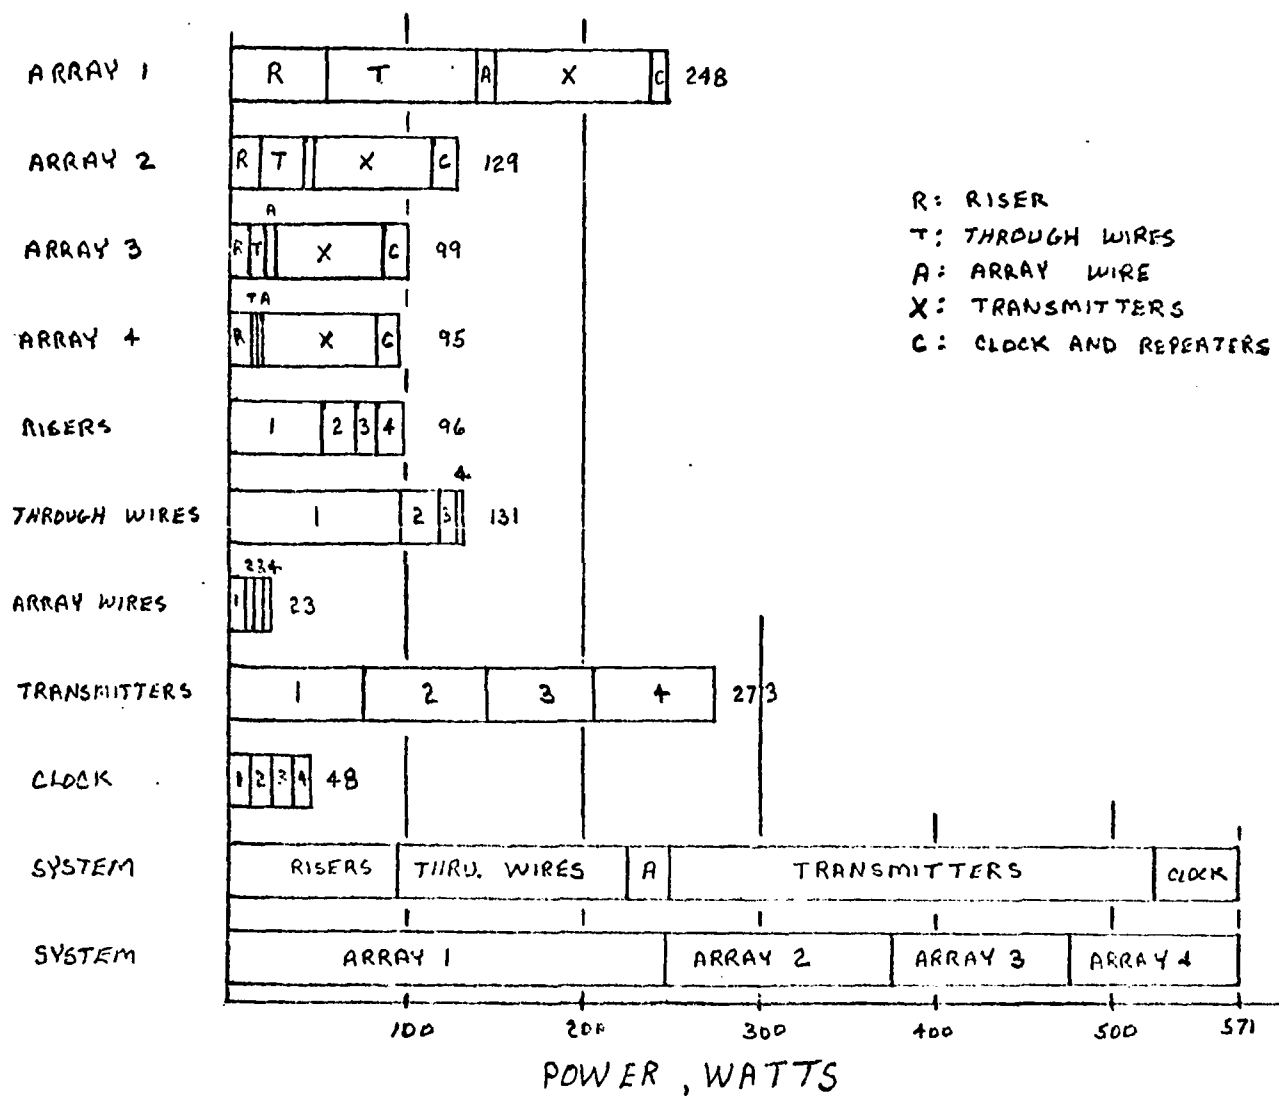 ARRAY 1 R T A X C 248
ARRAY 2 R T X C 129
A
ARRAY 3 R T X C 99
T A
ARRAY 4 R X C 95
RISERS 1 2 3 4 96
4
THROUGH WIRES 1 2 3 131
2 3 4
ARRAY WIRES 1 23
TRANSMITTERS 1 2 3 4 273
CLOCK 1 2 3 4 48
SYSTEM RISERS THRU. WIRES A TRANSMITTERS CLOCK
SYSTEM ARRAY 1 ARRAY 2 ARRAY 3 ARRAY 4
100 200 300 400 500 571
POWER, WATTS
R: RISER
T: THROUGH WIRES
A: ARRAY WIRE
X: TRANSMITTERS
C: CLOCK AND REPEATERS